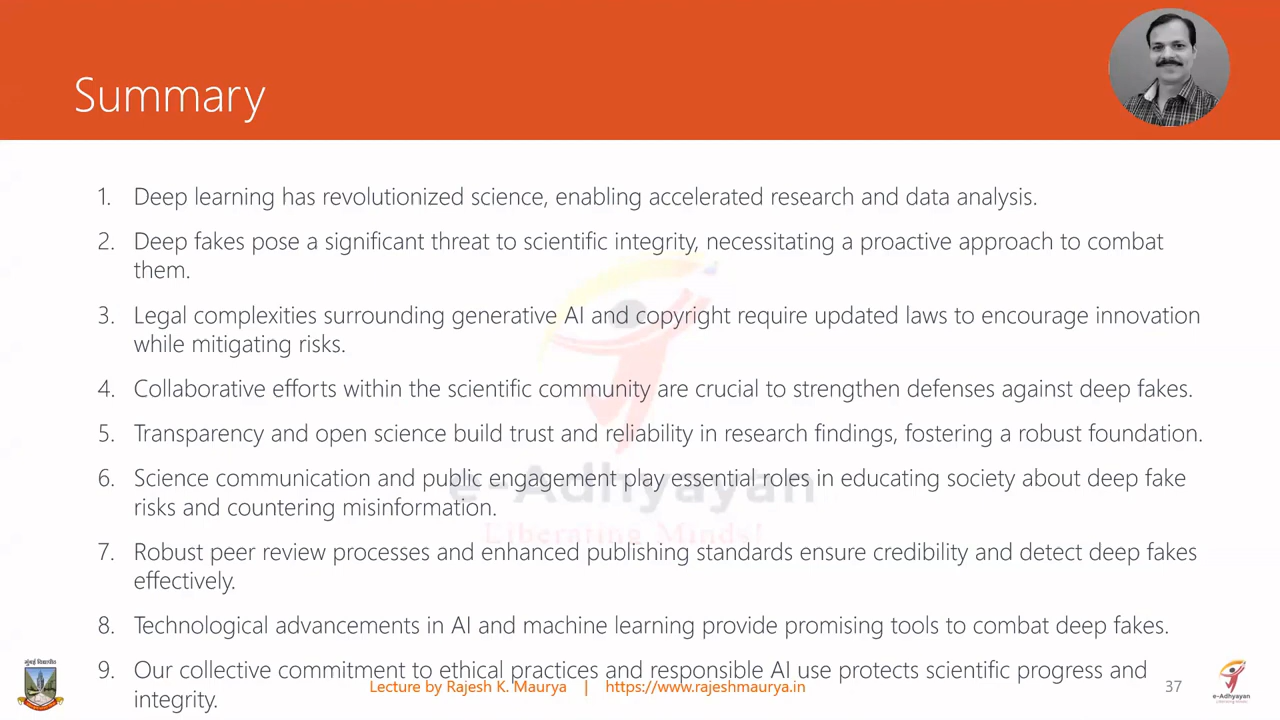 Summary
1. Deep learning has revolutionized science, enabling accelerated research and data analysis.
2. Deep fakes pose a significant threat to scientific integrity, necessitating a proactive approach to combat
them.
3. Legal complexities surrounding generative AI and copyright require updated laws to encourage innovation
while mitigating risks.
4. Collaborative efforts within the scientific community are crucial to strengthen defenses against deep fakes.
5. Transparency and open science build trust and reliability in research findings, fostering a robust foundation.
6. Science communication and public engagement play essential roles in educating society about deep fake
risks and countering misinformation.
e-Adhyayan
Liberating Minds!
7. Robust peer review processes and enhanced publishing standards ensure credibility and detect deep fakes
effectively.
8. Technological advancements in AI and machine learning provide promising tools to combat deep fakes.
9. Our collective commitment to ethical practices and responsible AI use protects scientific progress and
integrity.
Lecture by Rajesh K. Maurya | https://www.rajeshmaurya.in
37
e-Adhyayan
Liberating Minds!